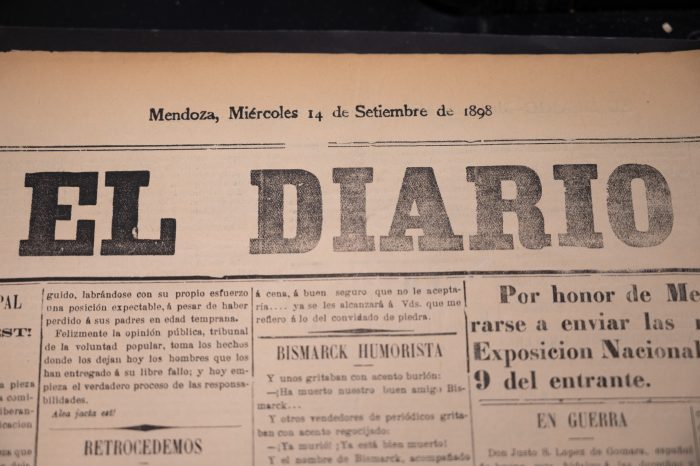 Mendoza, Miércoles 14 de Setiembre de 1898
EL DIARIO
PAL
EST!
a pieza
a comi-
iberan-
icacion
guido, labrándose con su propio esfuerzo
una posición expectable, á pesar de haber
perdido á sus padres en edad temprana.
Felizmente la opinión pública, tribunal
de la voluntad popular, toma los hechos
donde los dejan hoy los hombres que los
han entregado á su libre fallo; y hoy em-
pieza el verdadero proceso de las responsa-
bilidades.
Alea jacta est!
RETROCEDEMOS
á cena, á buen seguro que no le acepta-
ría.... ya se les alcanzará á Vds. que me
refiero á lo del convidado de piedra.
BISMARCK HUMORISTA
Y unos gritaban con acento burlón:
—¡Ha muerto nuestro buen amigo Bis-
marck...
Y otros vendedores de periódicos grita-
ban con acento regocijado:
—¡Ya murió! ¡Ya está bien muerto!
Y el nombre de Bismarck, acompañado
Por honor de Me
rarse a enviar las
Exposicion Nacional
9 del entrante.
EN GUERRA
Don Justo S. Lopez de Gomara, español